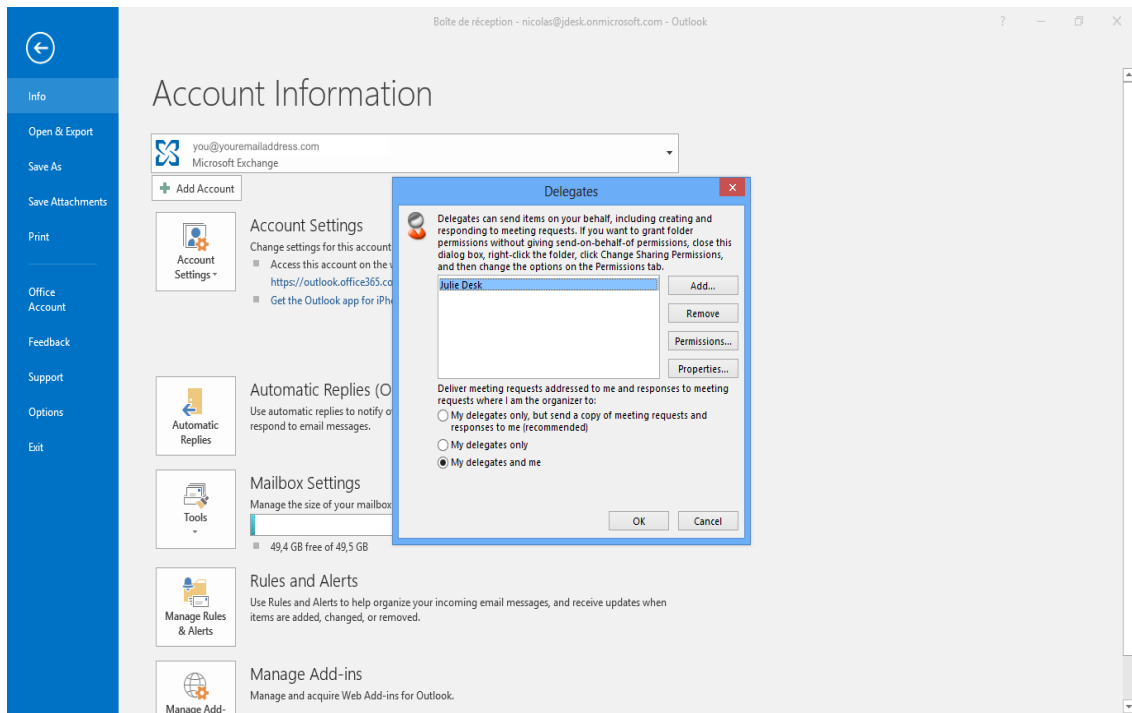 Boîte de réception - nicolas@jdesk.onmicrosoft.com - Outlook
?
Info
Open & Export
Save As
Save Attachments
Print
Office
Account
Feedback
Support
Options
Exit
Account Information
you@youremailaddress.com
Microsoft Exchange
Add Account
Account
Settings
Account Settings
Change settings for this account
Access this account on the
https://outlook.office365.co
Get the Outlook app for iPh
Automatic
Replies
Automatic Replies (O
Use automatic replies to notify o
respond to email messages.
Tools
Mailbox Settings
Manage the size of your mailbox
49,4 GB free of 49,5 GB
Manage Rules
& Alerts
Rules and Alerts
Use Rules and Alerts to help organize your incoming email messages, and receive updates when
items are added, changed, or removed.
Manage Add-
Manage Add-ins
Manage and acquire Web Add-ins for Outlook.
Delegates
Delegates can send items on your behalf, including creating and
responding to meeting requests. If you want to grant folder
permissions without giving send-on-behalf-of permissions, close this
dialog box, right-click the folder, click Change Sharing Permissions,
and then change the options on the Permissions tab.
Julie Desk
Add...
Remove
Permissions...
Properties...
Deliver meeting requests addressed to me and responses to meeting
requests where I am the organizer to:
My delegates only, but send a copy of meeting requests and
responses to me (recommended)
My delegates only
My delegates and me
OK
Cancel